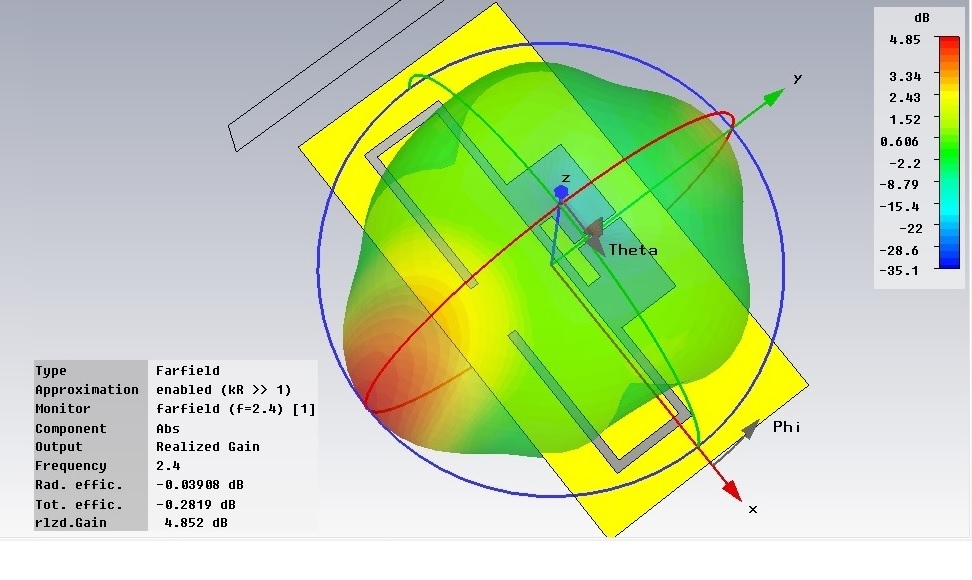 dB
4.85
3.34
2.43
1.52
0.606
-2.2
-8.79
-15.4
-22
-28.6
-35.1
y
z
Theta
Phi
x
Type Farfield
Approximation enabled (kR >> 1)
Monitor farfield (f=2.4) [1]
Component Abs
Output Realized Gain
Frequency 2.4
Rad. effic. -0.03908 dB
Tot. effic. -0.2819 dB
rlzd.Gain 4.852 dB